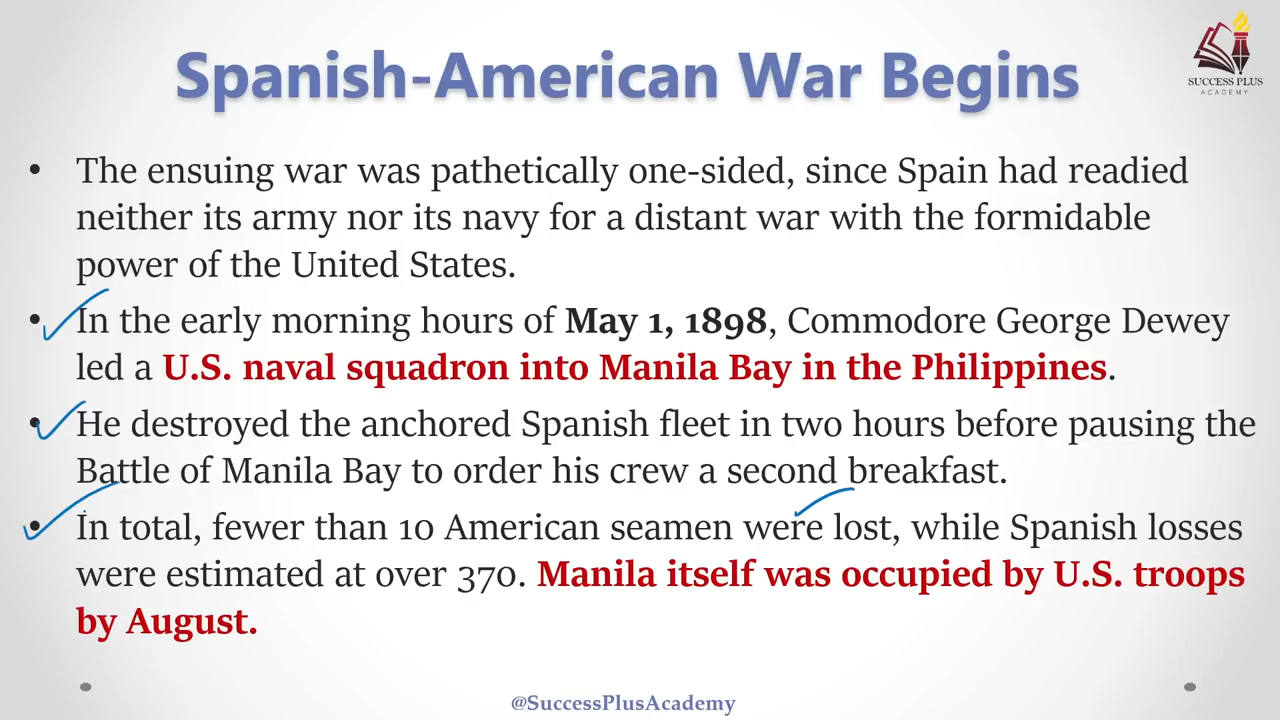 Spanish-American War Begins
SUCCESS PLUS
ACADEMY
• The ensuing war was pathetically one-sided, since Spain had readied
neither its army nor its navy for a distant war with the formidable
power of the United States.
• In the early morning hours of May 1, 1898, Commodore George Dewey
led a U.S. naval squadron into Manila Bay in the Philippines.
• He destroyed the anchored Spanish fleet in two hours before pausing the
Battle of Manila Bay to order his crew a second breakfast.
• In total, fewer than 10 American seamen were lost, while Spanish losses
were estimated at over 370. Manila itself was occupied by U.S. troops
by August.
@SuccessPlusAcademy